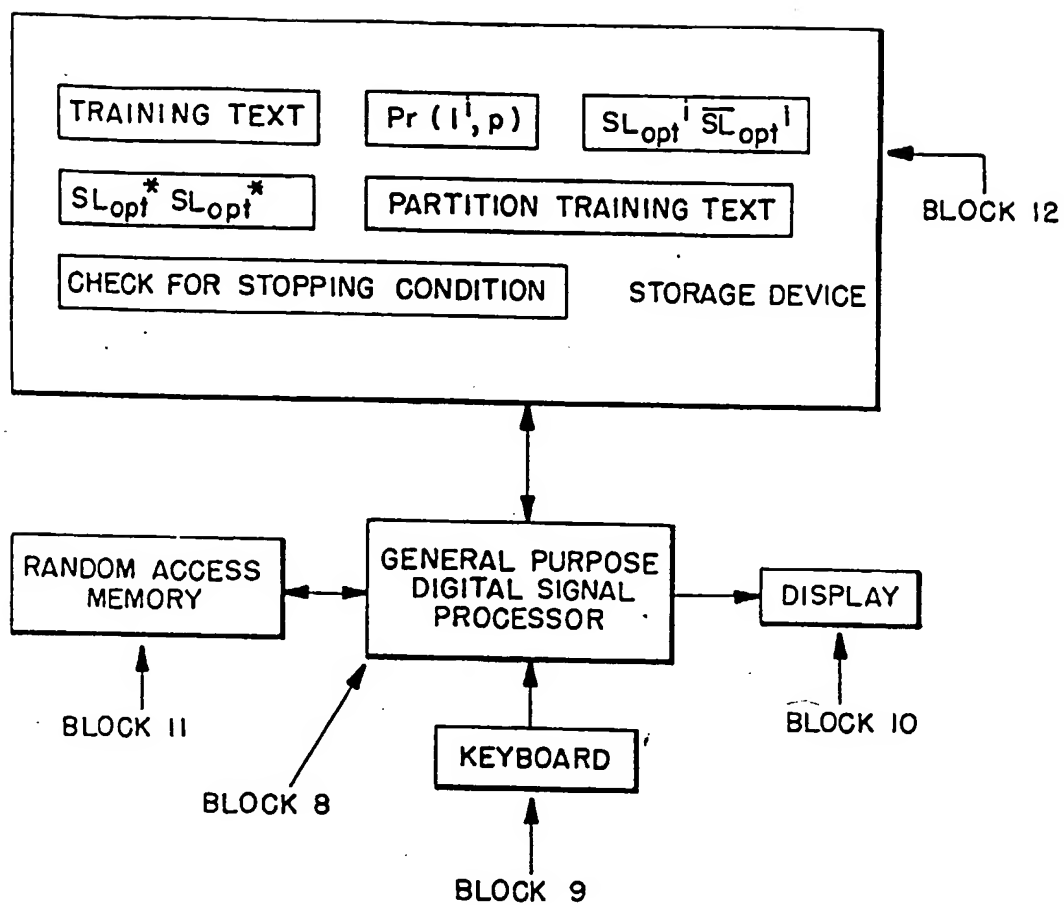 TRAINING TEXT
Pr (l^i, p)
SL_opt^i S̅L̅_opt^i
SL_opt^* SL_opt^*
PARTITION TRAINING TEXT
CHECK FOR STOPPING CONDITION
STORAGE DEVICE
BLOCK 12
RANDOM ACCESS
MEMORY
GENERAL PURPOSE
DIGITAL SIGNAL
PROCESSOR
DISPLAY
BLOCK 11
BLOCK 8
KEYBOARD
BLOCK 10
BLOCK 9